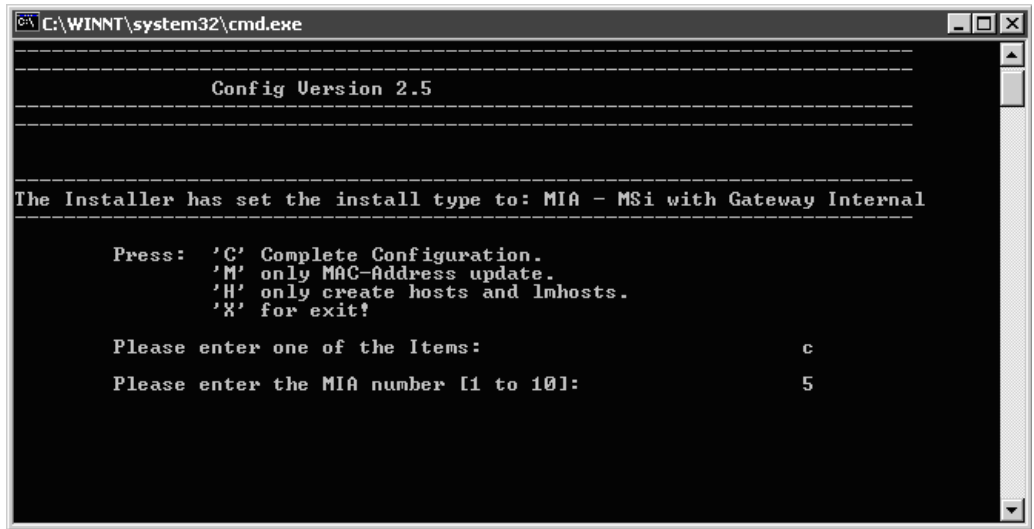 C:\WINNT\system32\cmd.exe
Config Version 2.5
The Installer has set the install type to: MIA - MSi with Gateway Internal
Press: 'C' Complete Configuration.
'M' only MAC-Address update.
'H' only create hosts and lmhosts.
'X' for exit!
Please enter one of the Items: c
Please enter the MIA number [1 to 10]: 5